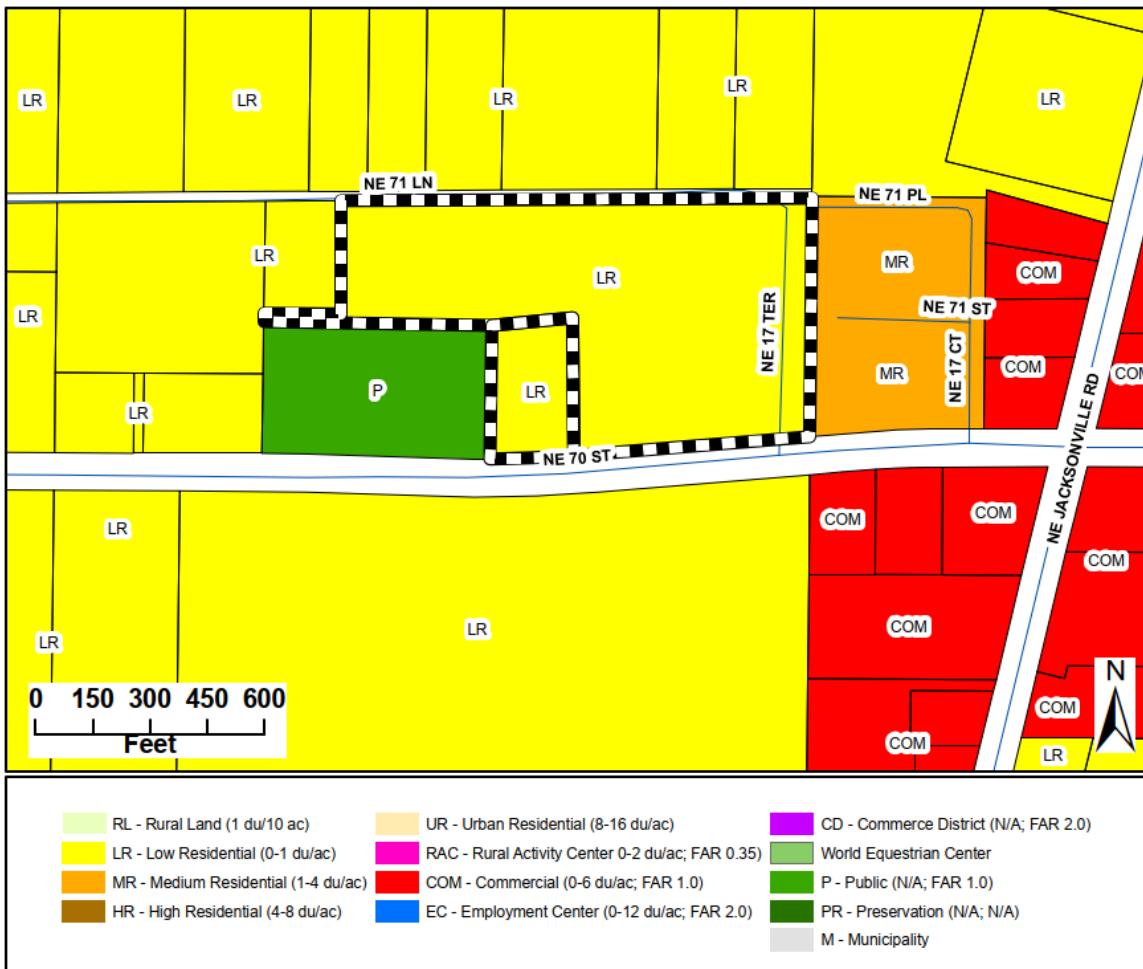 LR
LR
LR
LR
LR
NE 71 LN
NE 71 PL
LR
LR
MR
COM
LR
NE 71 ST
NE 17 TER
NE 17 CT
COM
COM
MR
P
LR
LR
NE 70 ST
NE JACKSONVILLE RD
LR
COM
COM
COM
LR
LR
COM
COM
COM
LR
N
0 150 300 450 600
Feet
RL - Rural Land (1 du/10 ac)
LR - Low Residential (0-1 du/ac)
MR - Medium Residential (1-4 du/ac)
HR - High Residential (4-8 du/ac)
UR - Urban Residential (8-16 du/ac)
RAC - Rural Activity Center 0-2 du/ac; FAR 0.35)
COM - Commercial (0-6 du/ac; FAR 1.0)
EC - Employment Center (0-12 du/ac; FAR 2.0)
CD - Commerce District (N/A; FAR 2.0)
World Equestrian Center
P - Public (N/A; FAR 1.0)
PR - Preservation (N/A; N/A)
M - Municipality